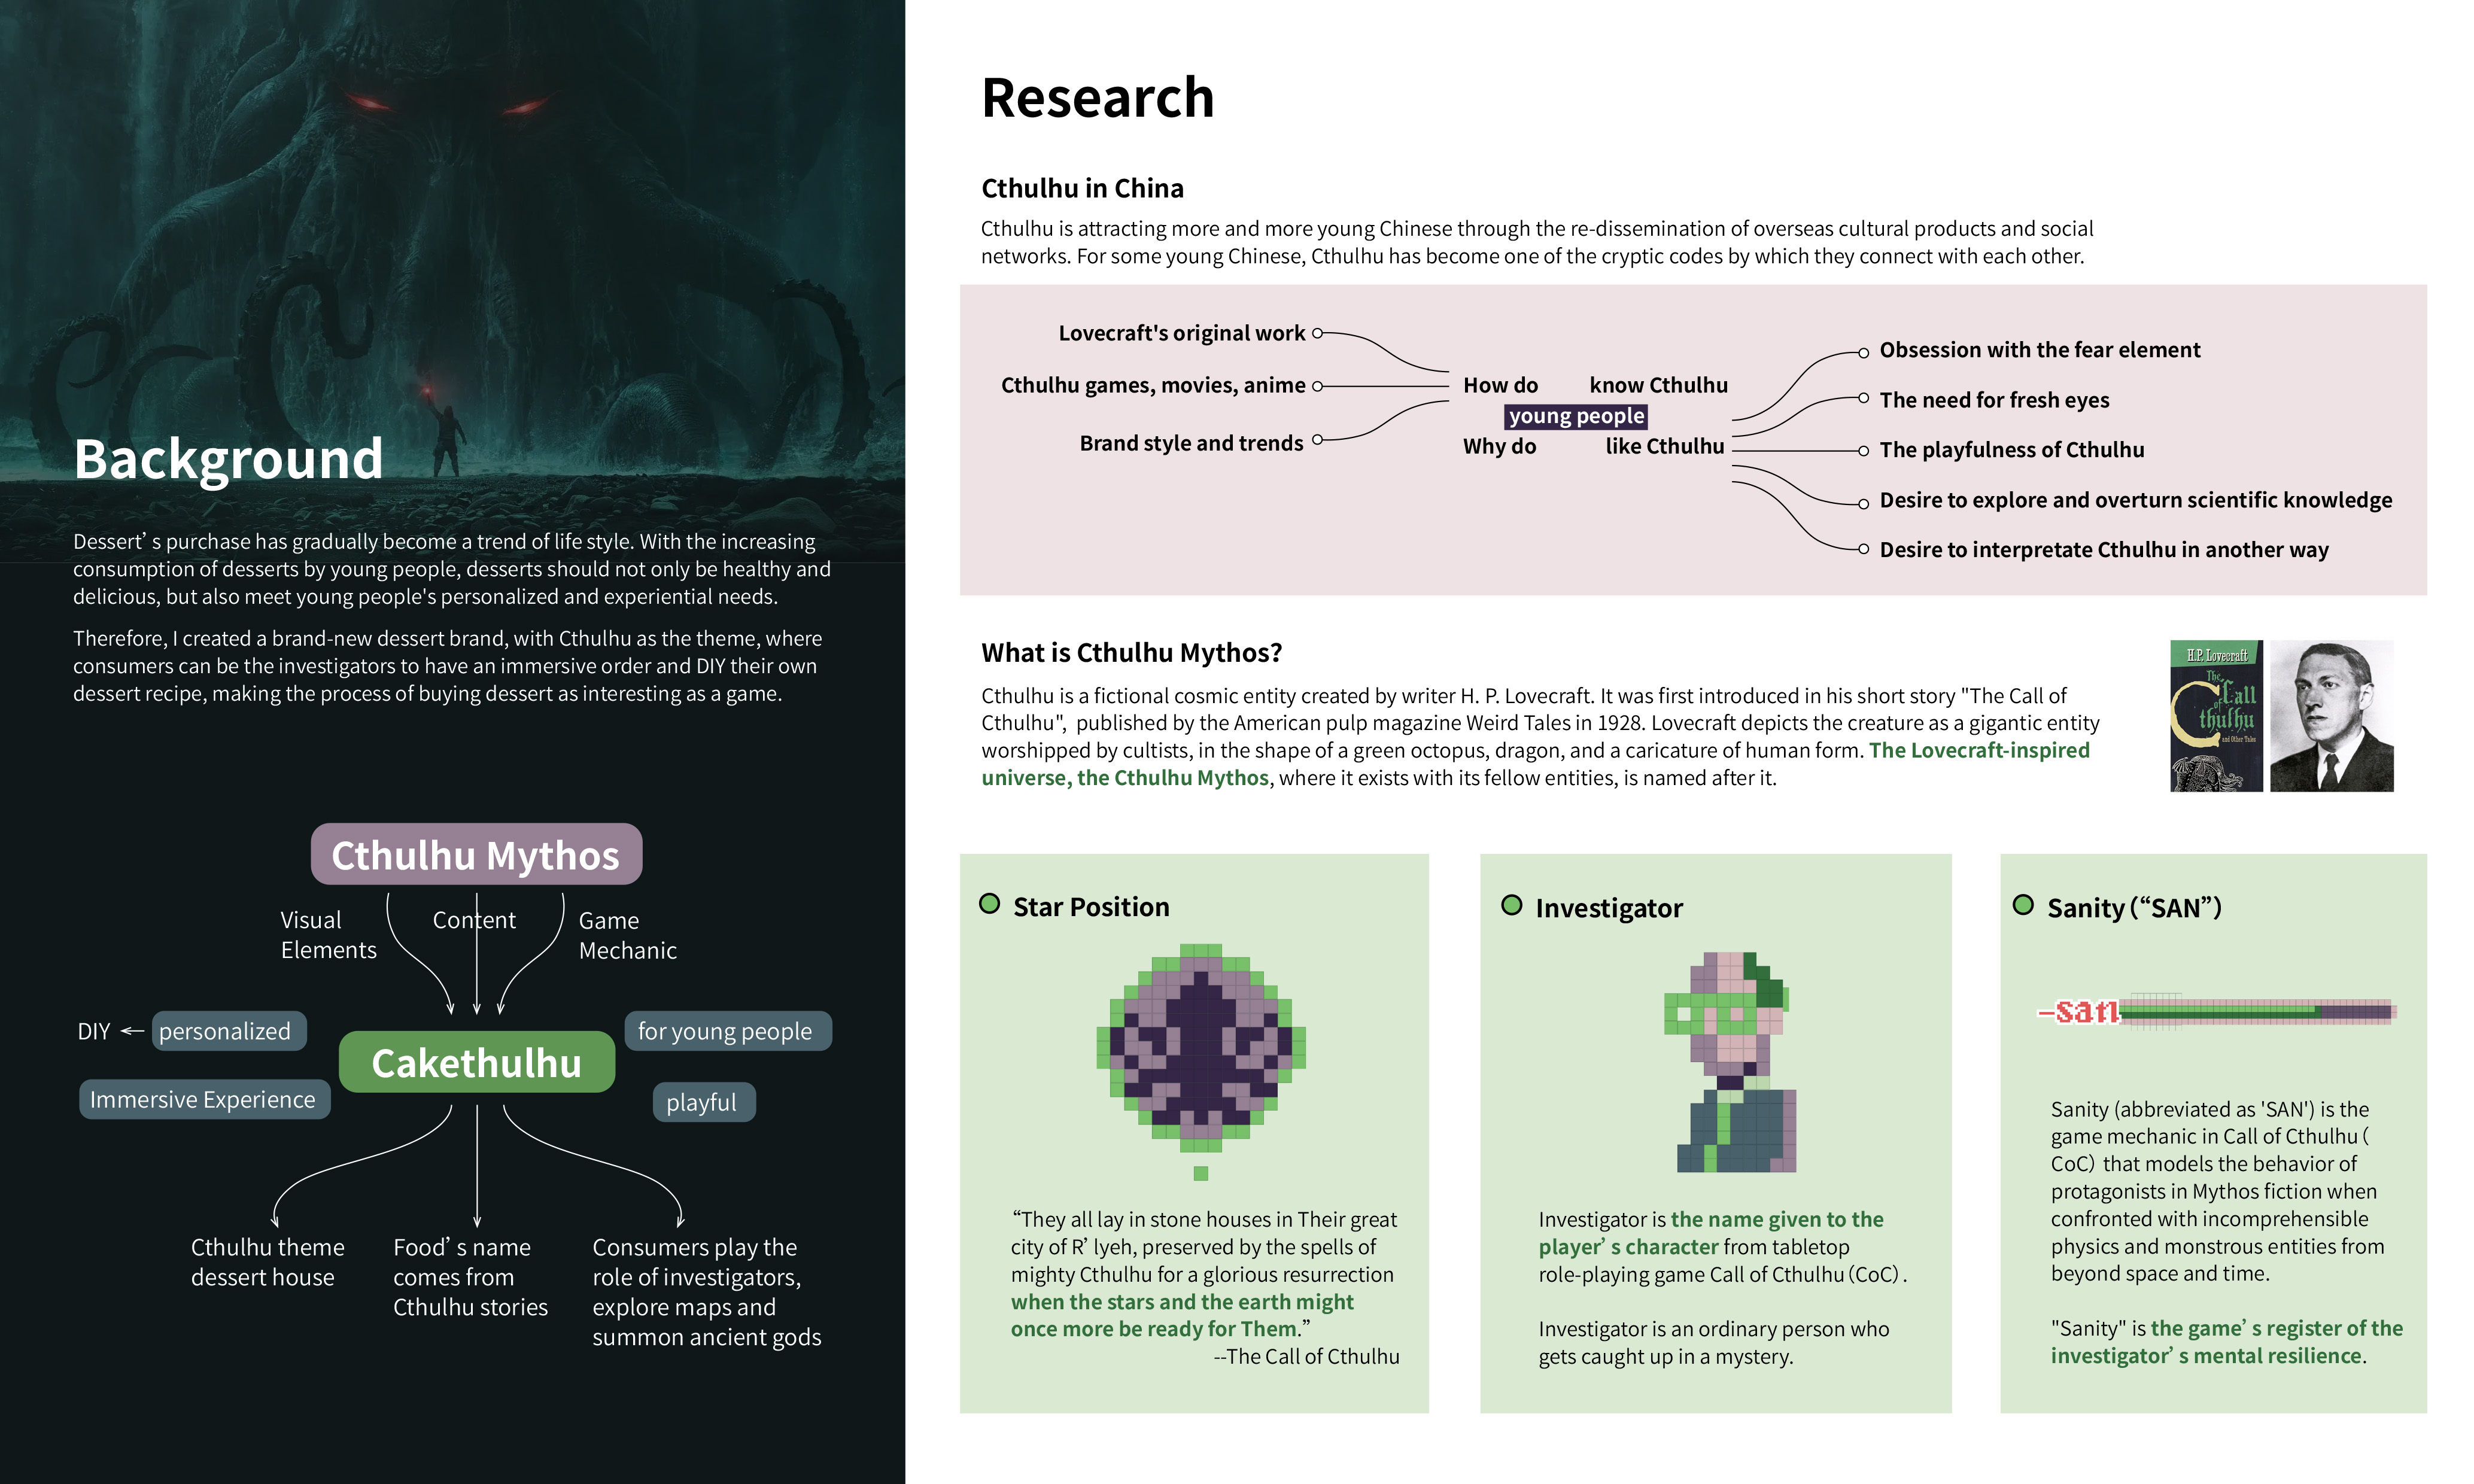 Background
Dessert’ s purchase has gradually become a trend of life style. With the increasing
consumption of desserts by young people, desserts should not only be healthy and
delicious, but also meet young people's personalized and experiential needs.
Therefore, I created a brand-new dessert brand, with Cthulhu as the theme, where
consumers can be the investigators to have an immersive order and DIY their own
dessert recipe, making the process of buying dessert as interesting as a game.
Cthulhu Mythos
Visual
Elements
Content
Game
Mechanic
DIY
personalized
for young people
Cakethulhu
Immersive Experience
playful
Cthulhu theme
dessert house
Food’ s name
comes from
Cthulhu stories
Consumers play the
role of investigators,
explore maps and
summon ancient gods
Research
Cthulhu in China
Cthulhu is attracting more and more young Chinese through the re-dissemination of overseas cultural products and social
networks. For some young Chinese, Cthulhu has become one of the cryptic codes by which they connect with each other.
Lovecraft's original work
Cthulhu games, movies, anime
Brand style and trends
How do know Cthulhu
young people
Why do like Cthulhu
Obsession with the fear element
The need for fresh eyes
The playfulness of Cthulhu
Desire to explore and overturn scientific knowledge
Desire to interpretate Cthulhu in another way
What is Cthulhu Mythos?
Cthulhu is a fictional cosmic entity created by writer H. P. Lovecraft. It was first introduced in his short story "The Call of
Cthulhu", published by the American pulp magazine Weird Tales in 1928. Lovecraft depicts the creature as a gigantic entity
worshipped by cultists, in the shape of a green octopus, dragon, and a caricature of human form. The Lovecraft-inspired
universe, the Cthulhu Mythos, where it exists with its fellow entities, is named after it.
H.P. Lovecraft
The
Call
of
Cthulhu
and Other Tales
Star Position
“They all lay in stone houses in Their great
city of R’ lyeh, preserved by the spells of
mighty Cthulhu for a glorious resurrection
when the stars and the earth might
once more be ready for Them.”
--The Call of Cthulhu
Investigator
Investigator is the name given to the
player’ s character from tabletop
role-playing game Call of Cthulhu（CoC）.
Investigator is an ordinary person who
gets caught up in a mystery.
Sanity（“SAN”）
-san
Sanity (abbreviated as 'SAN') is the
game mechanic in Call of Cthulhu（
CoC） that models the behavior of
protagonists in Mythos fiction when
confronted with incomprehensible
physics and monstrous entities from
beyond space and time.
"Sanity" is the game’ s register of the
investigator’ s mental resilience.